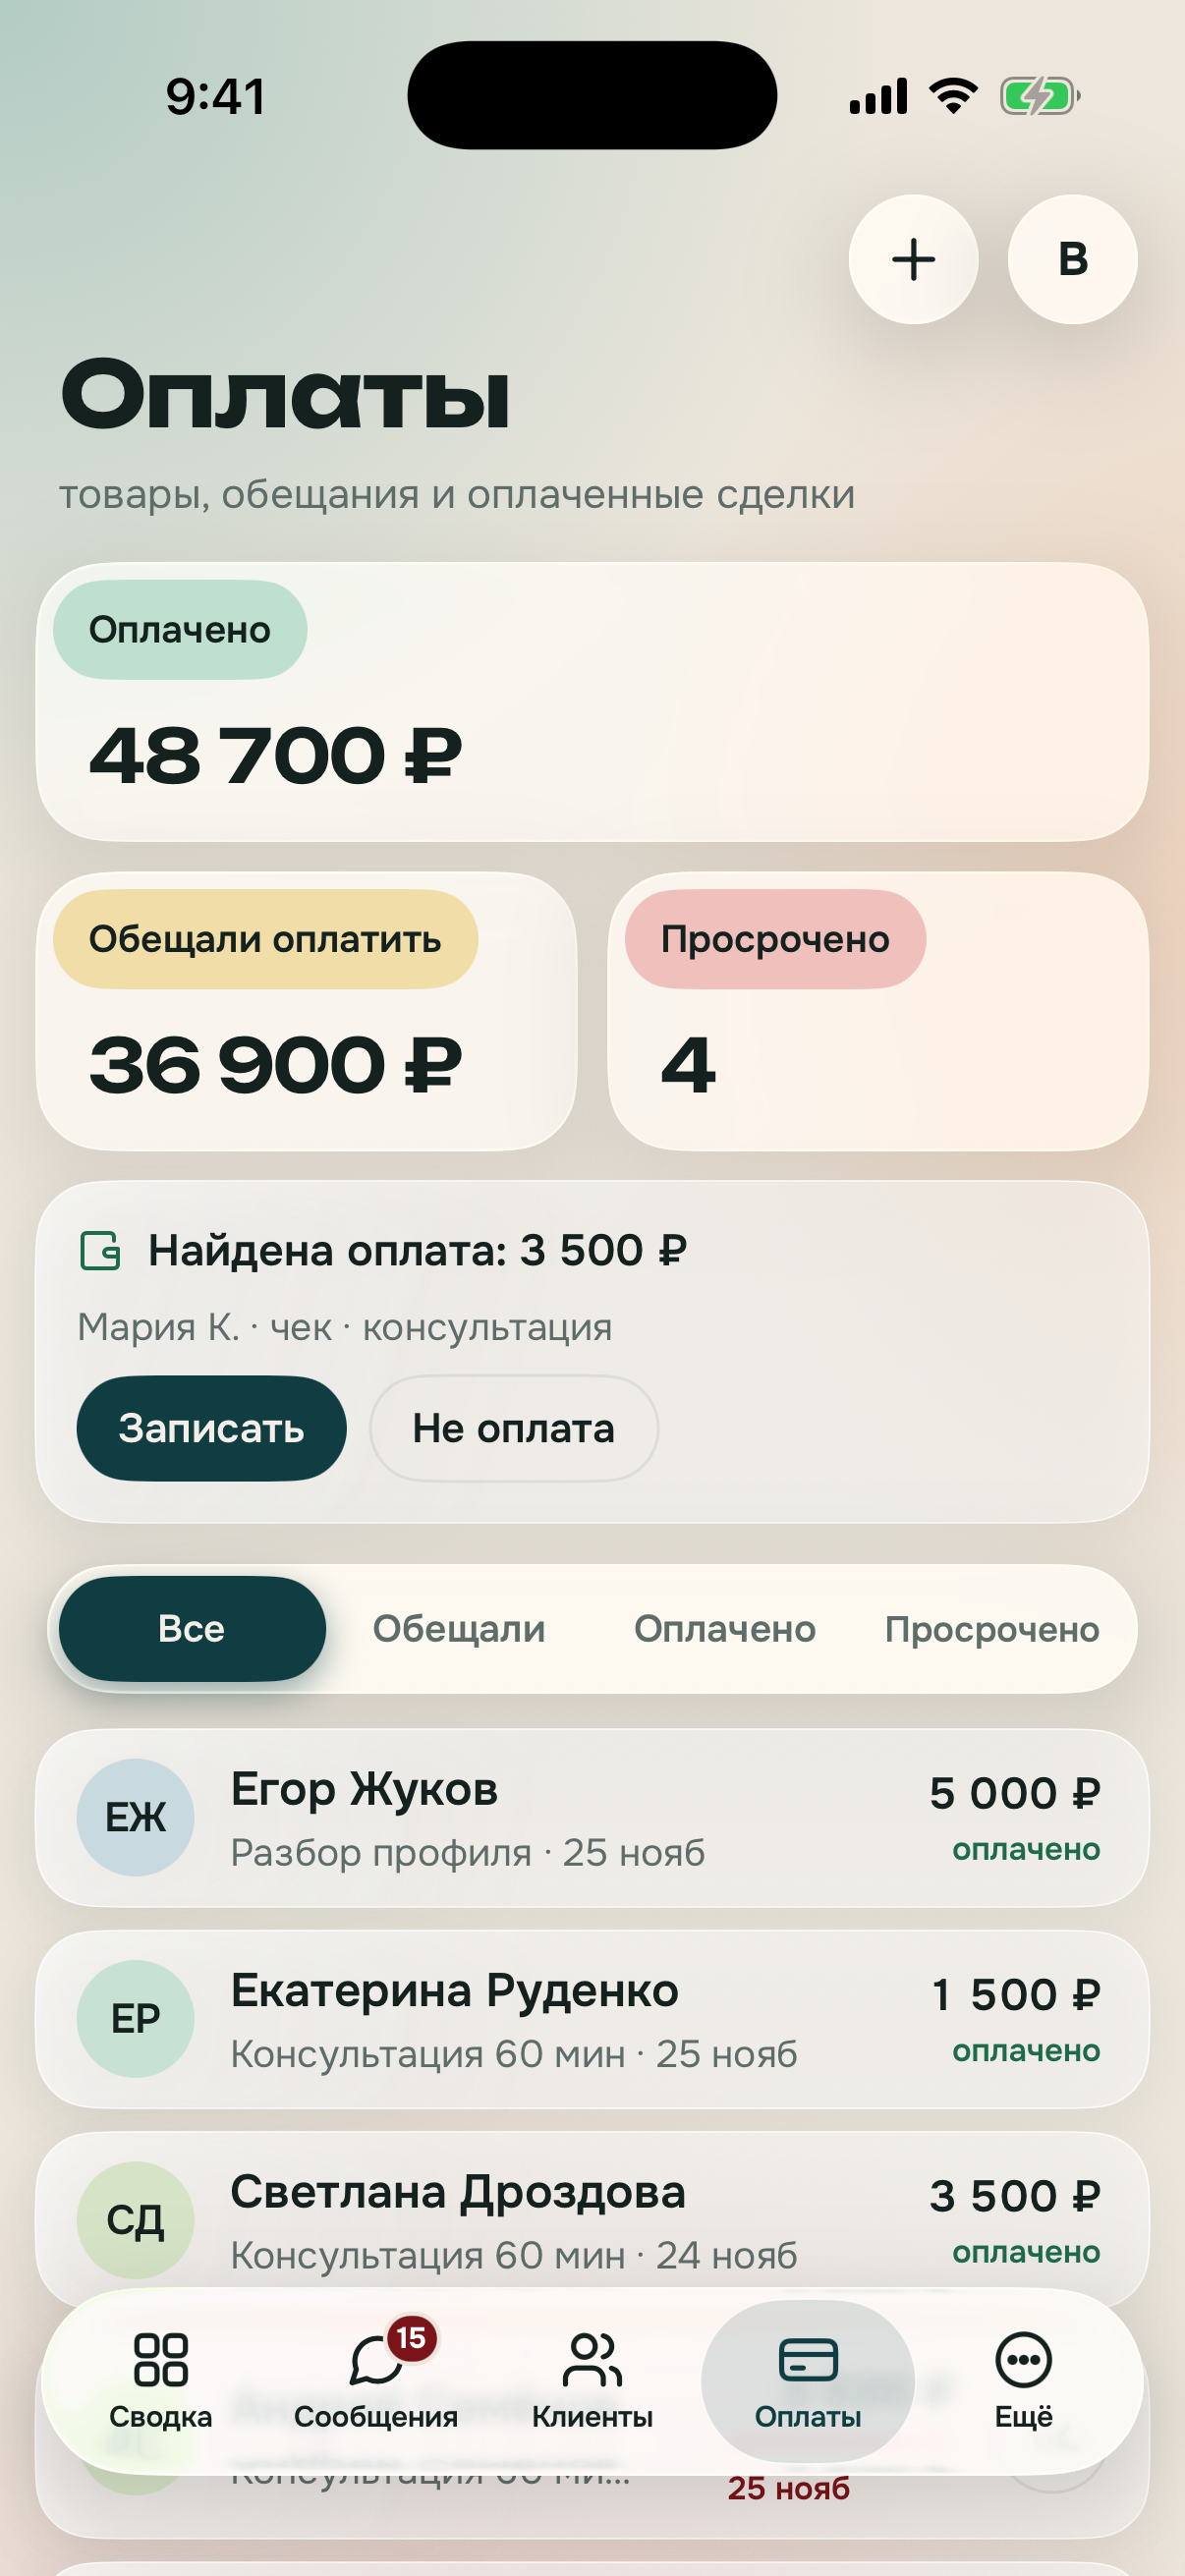 9:41
B
Оплаты
товары, обещания и оплаченные сделки
Оплачено
48 700 ₽
Обещали оплатить
36 900 ₽
Просрочено
4
Найдена оплата: 3 500 ₽
Мария К. · чек · консультация
Записать
Не оплата
Все
Обещали
Оплачено
Просрочено
ЕЖ
Егор Жуков
Разбор профиля · 25 нояб
5 000 ₽
оплачено
ЕР
Екатерина Руденко
Консультация 60 мин · 25 нояб
1 500 ₽
оплачено
СД
Светлана Дроздова
Консультация 60 мин · 24 нояб
3 500 ₽
оплачено
15
Сводка
Сообщения
Клиенты
Оплаты
Ещё
Консультация 60 ми...
25 нояб